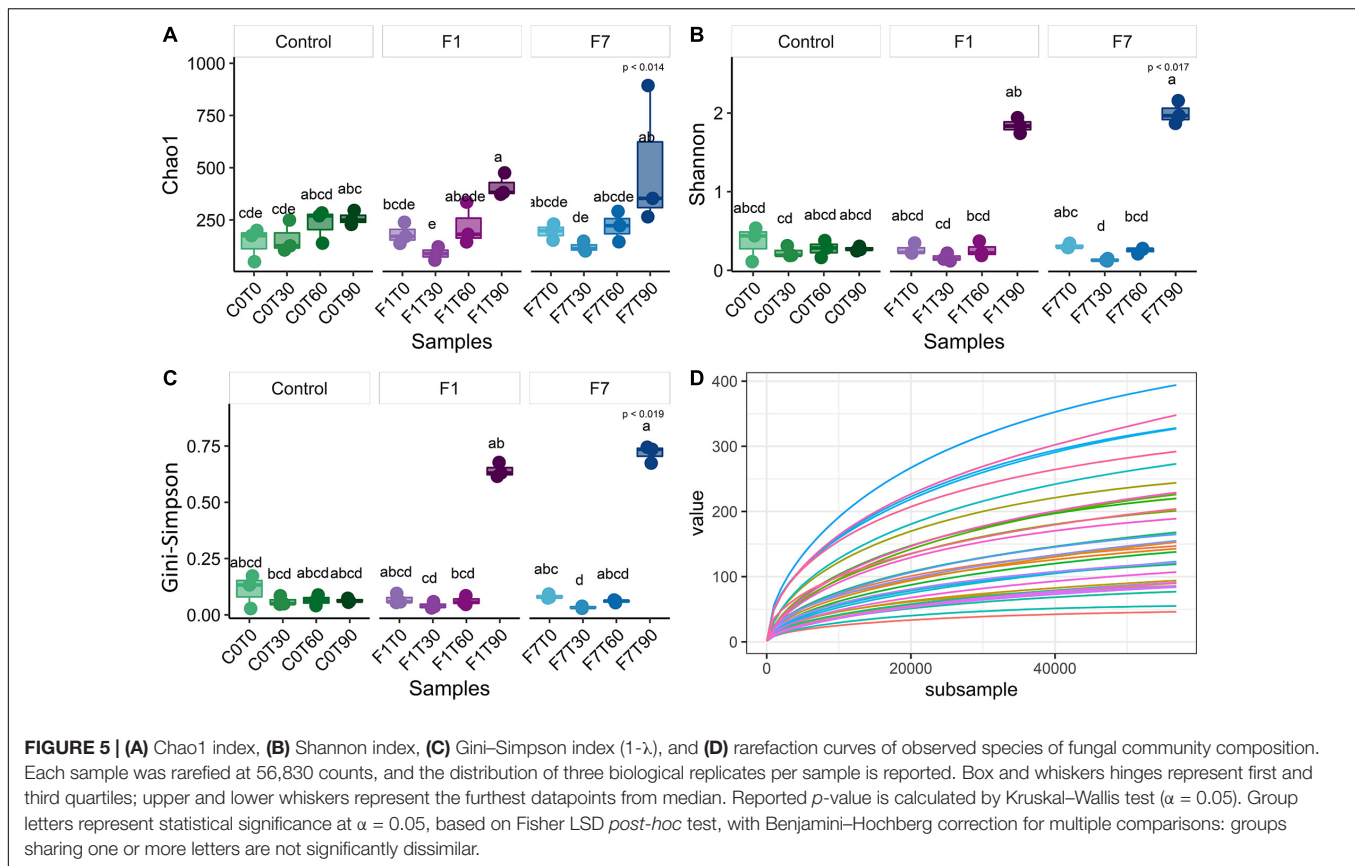 A
Control
F1
F7
p < 0.014
1000
750
500
250
Chao1
cde
cde
abcd
abc
bcde
e
abcde
a
abcde
de
abcde
ab
C0T0
C0T30
C0T60
C0T90
F1T0
F1T30
F1T60
F1T90
F7T0
F7T30
F7T60
F7T90
Samples
B
Control
F1
F7
p < 0.017
2
1
0
Shannon
abcd
cd
abcd
abcd
abcd
cd
bcd
ab
abc
d
bcd
a
C0T0
C0T30
C0T60
C0T90
F1T0
F1T30
F1T60
F1T90
F7T0
F7T30
F7T60
F7T90
Samples
C
Control
F1
F7
p < 0.019
0.75
0.50
0.25
0.00
Gini-Simpson
abcd
bcd
abcd
abcd
abcd
cd
bcd
ab
abc
d
abcd
a
C0T0
C0T30
C0T60
C0T90
F1T0
F1T30
F1T60
F1T90
F7T0
F7T30
F7T60
F7T90
Samples
D
400
300
200
100
0
value
0 20000 40000
subsample
FIGURE 5 | (A) Chao1 index, (B) Shannon index, (C) Gini–Simpson index (1-λ), and (D) rarefaction curves of observed species of fungal community composition.
Each sample was rarefied at 56,830 counts, and the distribution of three biological replicates per sample is reported. Box and whiskers hinges represent first and
third quartiles; upper and lower whiskers represent the furthest datapoints from median. Reported p-value is calculated by Kruskal–Wallis test (α = 0.05). Group
letters represent statistical significance at α = 0.05, based on Fisher LSD post-hoc test, with Benjamini–Hochberg correction for multiple comparisons: groups
sharing one or more letters are not significantly dissimilar.